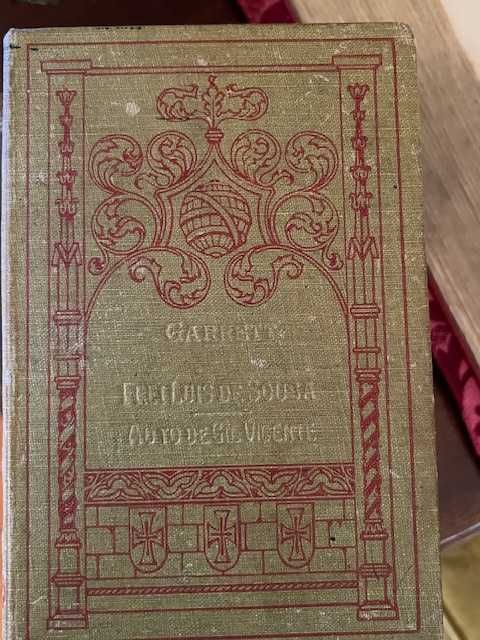 GARRETT
FREI LUIS DE SOUSA
AUTO DE GIL VICENTE